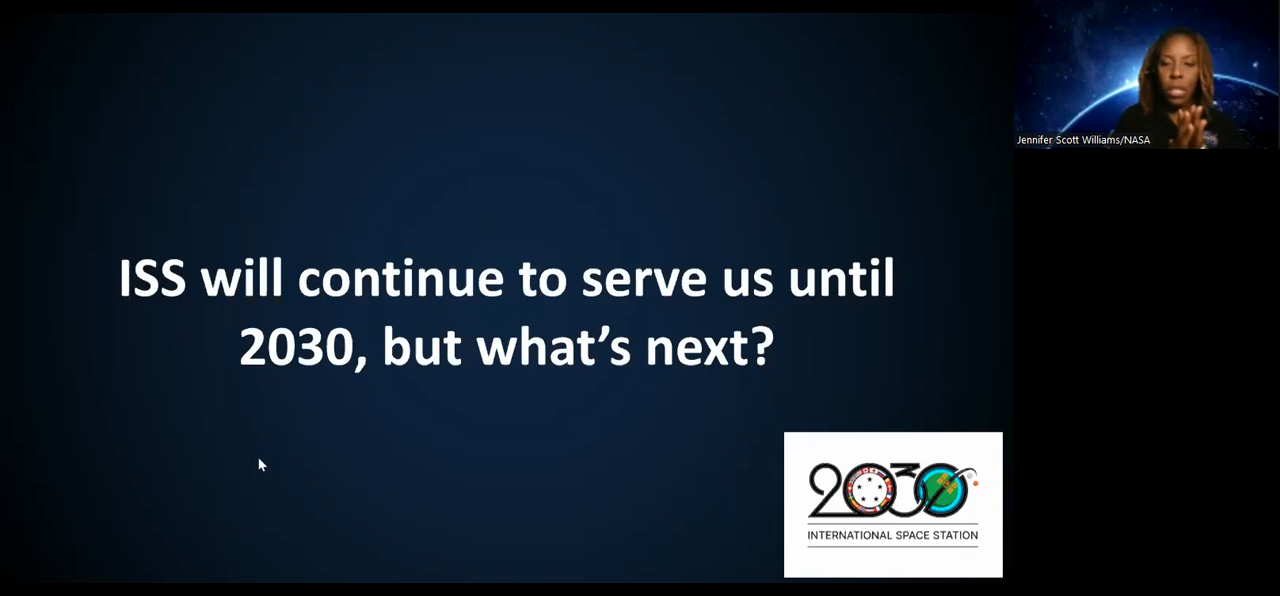 Jennifer Scott Williams/NASA
ISS will continue to serve us until
2030, but what’s next?
2030
INTERNATIONAL SPACE STATION